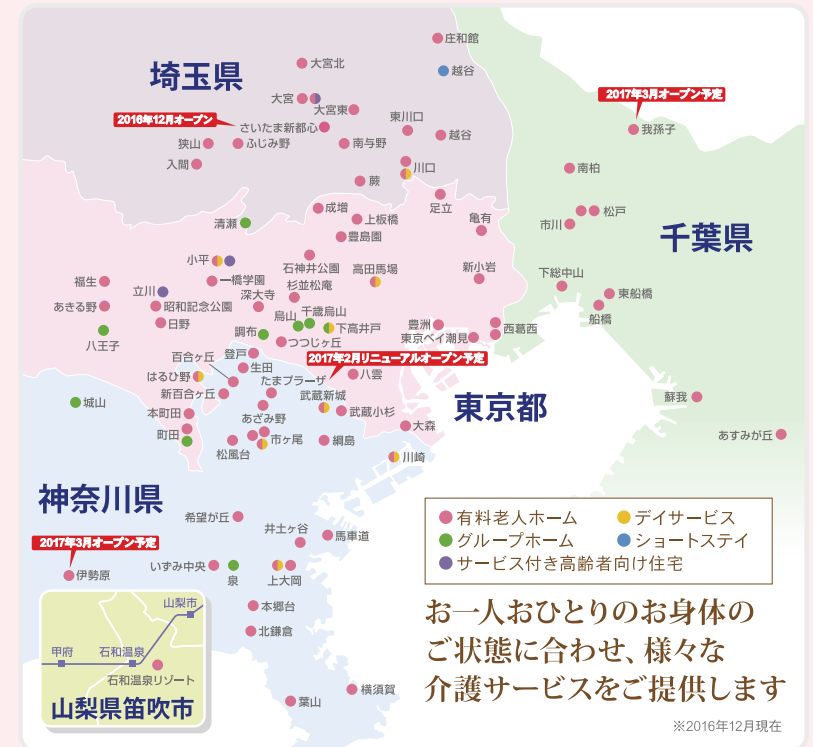 庄和館
大宮北
埼玉県
越谷
2017年3月オープン予定
大宮
大宮東
2016年12月オープン
さいたま新都心
東川口
我孫子
狭山
ふじみ野
南与野
越谷
入間
川口
南柏
蕨
足立
成増
松戸
清瀬
上板橋
亀有
市川
豊島園
千葉県
小平
石神井公園
高田馬場
新小岩
下総中山
福生
一橋学園
杉並松庵
立川
深大寺
東船橋
あきる野
昭和記念公園
千歳烏山
船橋
烏山
日野
下高井戸
豊洲
西葛西
八王子
調布
つつじヶ丘
東京ベイ潮見
百合ヶ丘
登戸
2017年2月リニューアルオープン予定
生田
はるひ野
たまプラーザ
八雲
新百合ヶ丘
武蔵新城
蘇我
城山
東京都
本町田
あざみ野
武蔵小杉
大森
町田
市ヶ尾
綱島
あすみが丘
松風台
川崎
神奈川県
希望が丘
有料老人ホーム
デイサービス
井土ヶ谷
馬車道
グループホーム
ショートステイ
2017年3月オープン予定
サービス付き高齢者向け住宅
いずみ中央
泉
上大岡
伊勢原
本郷台
お一人おひとりのお身体の
山梨市
北鎌倉
ご状態に合わせ、様々な
甲府
石和温泉
石和温泉リゾート
横須賀
介護サービスをご提供します
山梨県笛吹市
葉山
※2016年12月現在